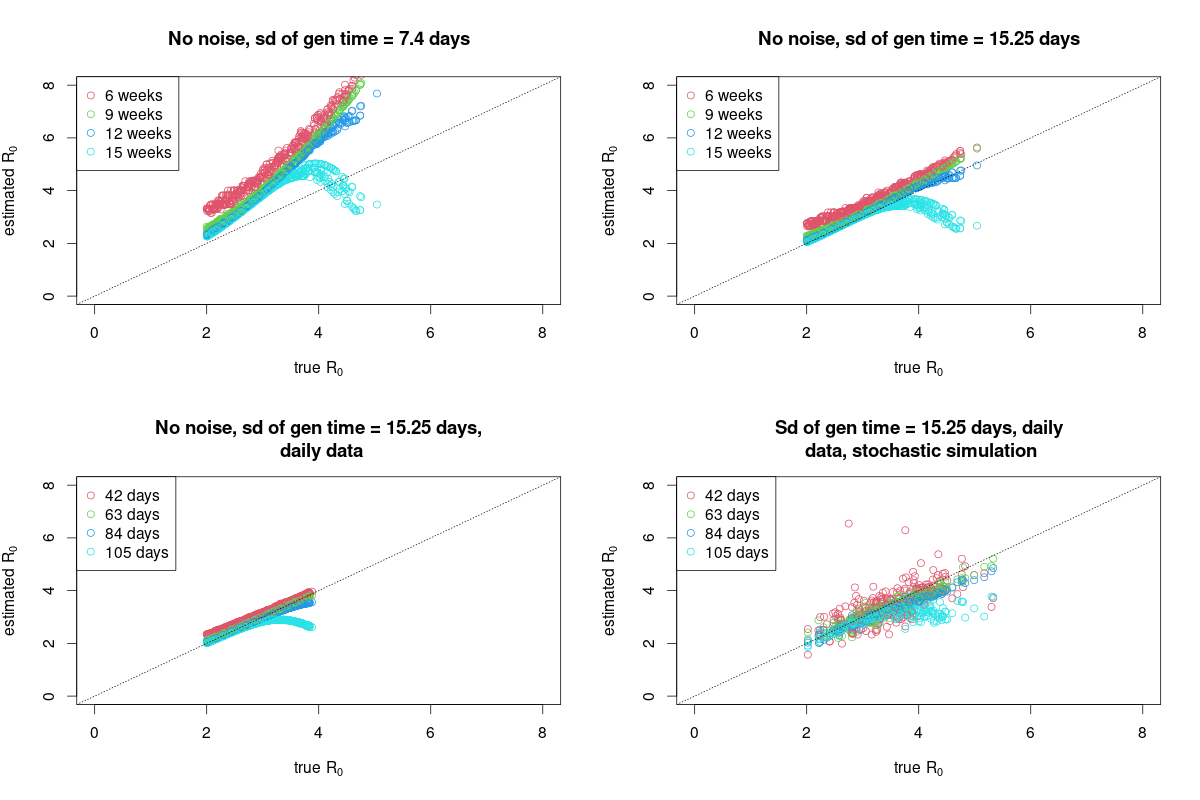 No noise, sd of gen time = 7.4 days
8
6
4
2
0
estimated R0
6 weeks
9 weeks
12 weeks
15 weeks
0 2 4 6 8
true R0
No noise, sd of gen time = 15.25 days
8
6
4
2
0
estimated R0
6 weeks
9 weeks
12 weeks
15 weeks
0 2 4 6 8
true R0
No noise, sd of gen time = 15.25 days,
daily data
8
6
4
2
0
estimated R0
42 days
63 days
84 days
105 days
0 2 4 6 8
true R0
Sd of gen time = 15.25 days, daily
data, stochastic simulation
8
6
4
2
0
estimated R0
42 days
63 days
84 days
105 days
0 2 4 6 8
true R0